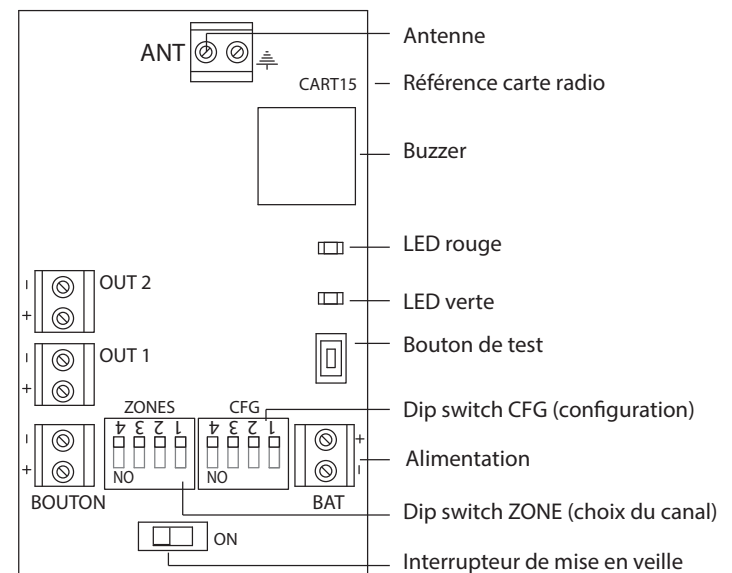 ANT
Antenne
CART15
Référence carte radio
Buzzer
LED rouge
- OUT 2
+
LED verte
- OUT 1
+
Bouton de test
ZONES
CFG
Dip switch CFG (configuration)
4 3 2 1
4 3 2 1
-
+
+
-
Alimentation
NO
NO
BOUTON
BAT
Dip switch ZONE (choix du canal)
ON
Interrupteur de mise en veille